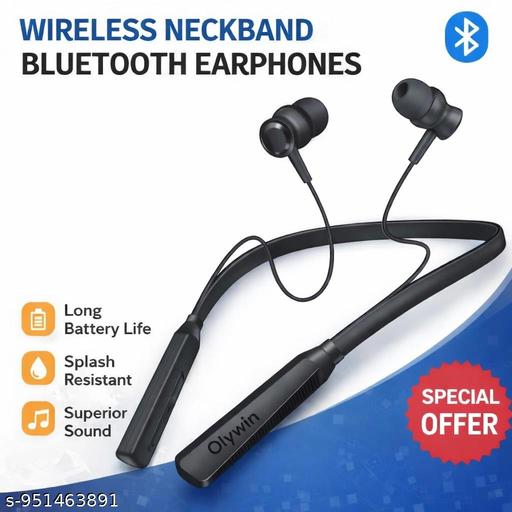 WIRELESS NECKBAND
BLUETOOTH EARPHONES
Long
Battery Life
Splash
Resistant
Superior
Sound
Olywin
SPECIAL
OFFER
s-951463891